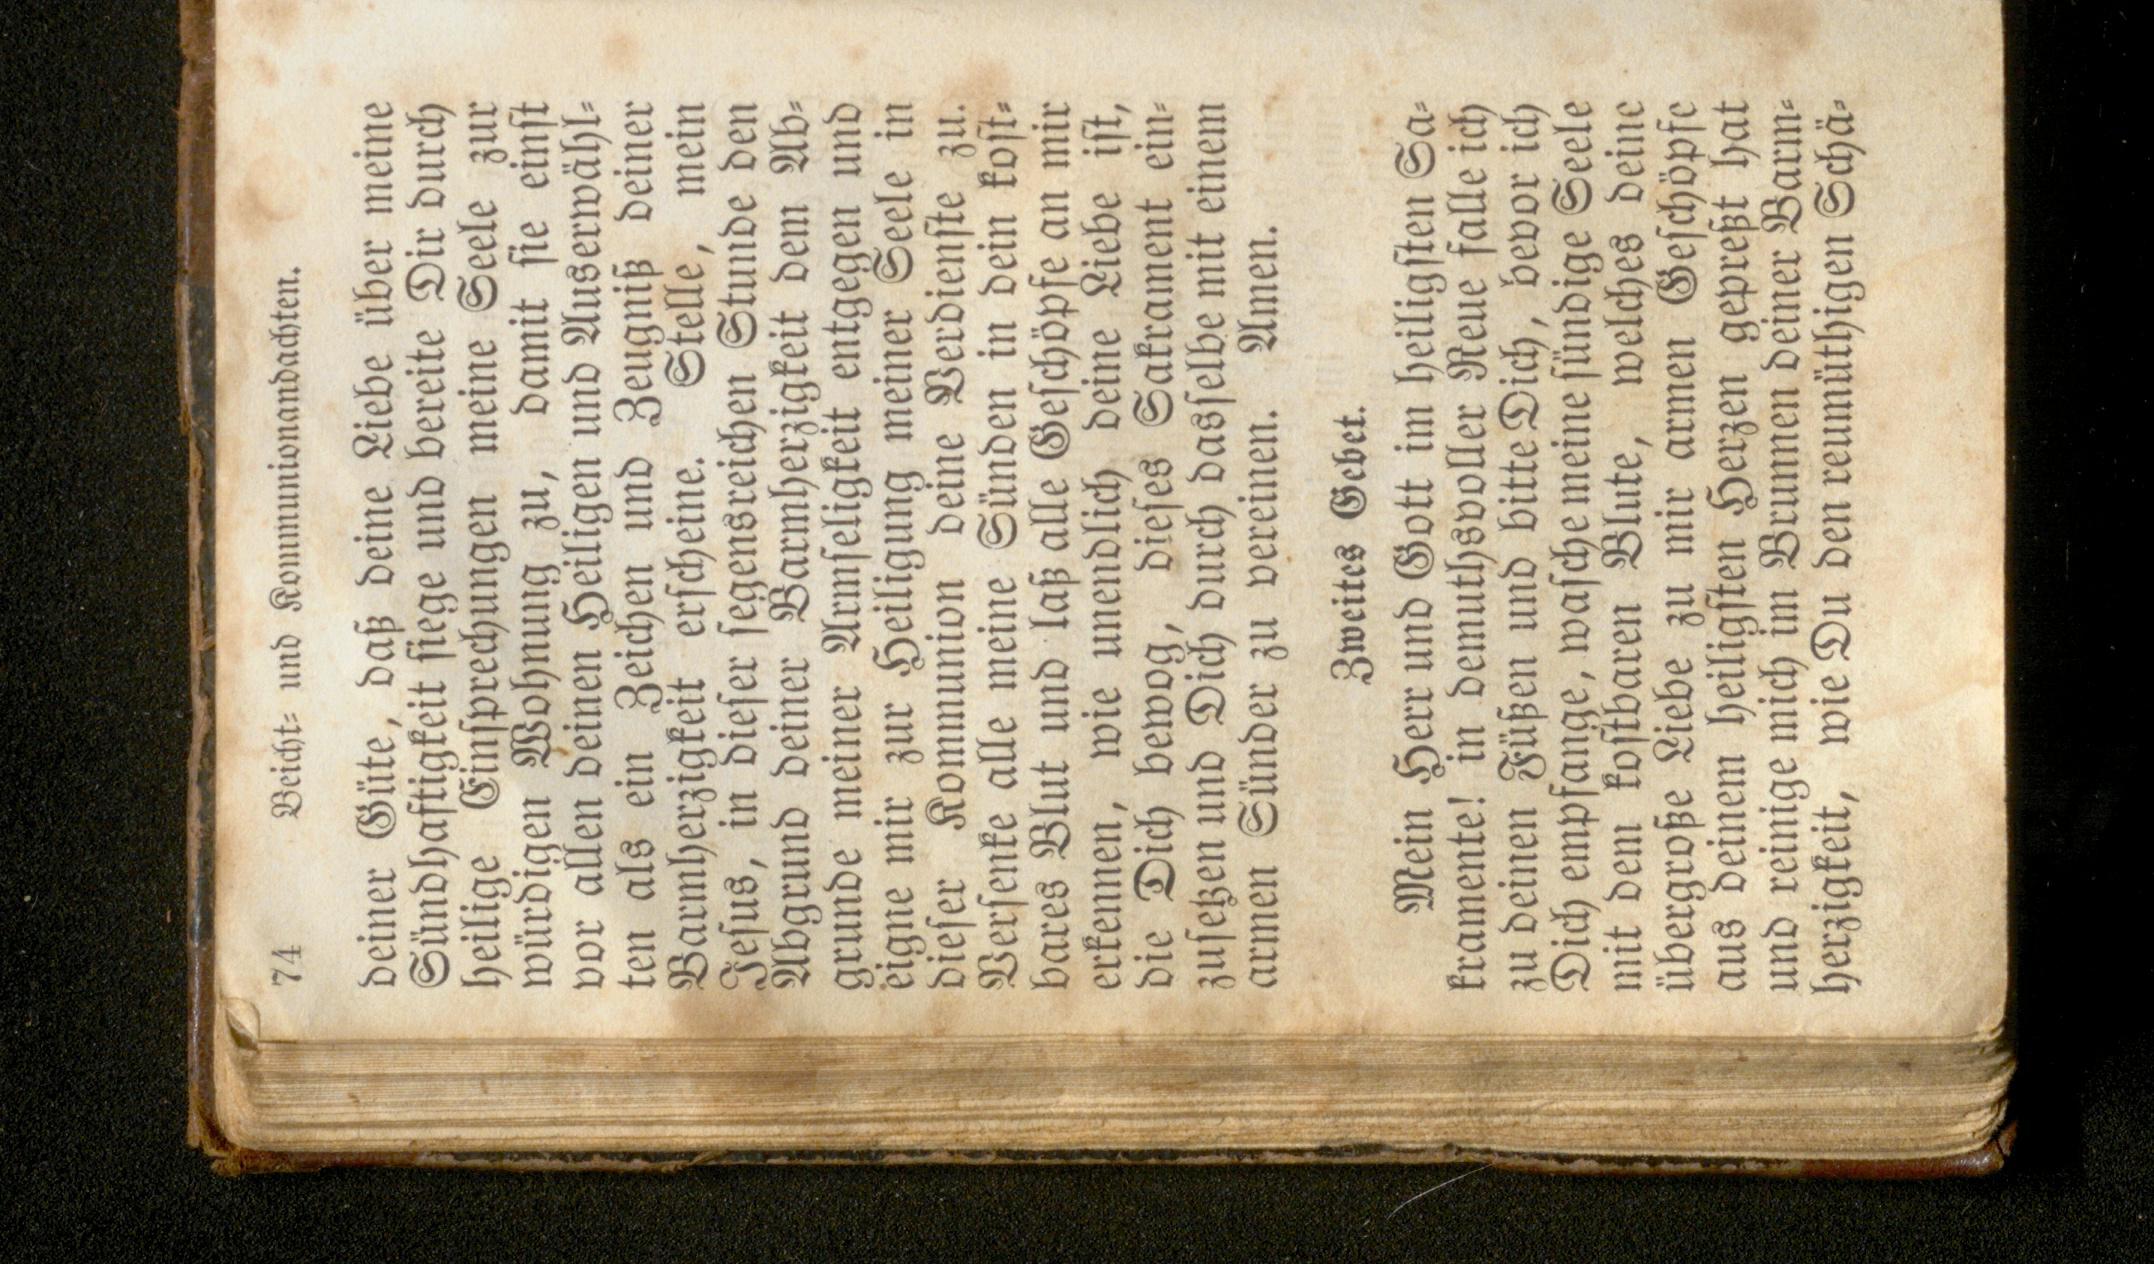 74 Beicht- und Kommunionandachten.
deiner Güte, daß deine Liebe über meine
Sündhaftigkeit siege und bereite Dir durch
heilige Einsprechungen meine Seele zur
würdigen Wohnung zu, damit sie einst
vor allen deinen Heiligen und Auserwähl-
ten als ein Zeichen und Zeugniß deiner
Barmherzigkeit erscheine. Stelle, mein
Jesus, in dieser segensreichen Stunde den
Abgrund deiner Barmherzigkeit dem Ab-
grunde meiner Armseligkeit entgegen und
eigne mir zur Heiligung meiner Seele in
dieser Kommunion deine Verdienste zu.
Versenke alle meine Sünden in dein kost-
bares Blut und laß alle Geschöpfe an mir
erkennen, wie unendlich deine Liebe ist,
die Dich bewog, dieses Sakrament ein-
zusetzen und Dich durch dasselbe mit einem
armen Sünder zu vereinen. Amen.
Zweites Gebet.
Mein Herr und Gott im heiligsten Sa-
kramente! in demuthsvoller Reue falle ich
zu deinen Füßen und bitte Dich, bevor ich
Dich empfange, wasche meine sündige Seele
mit dem kostbaren Blute, welches deine
übergroße Liebe zu mir armen Geschöpfe
aus deinem heiligsten Herzen gepreßt hat
und reinige mich im Brunnen deiner Barm-
herzigkeit, wie Du den reumüthigen Schä-